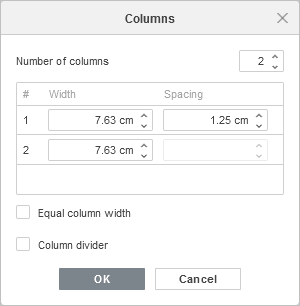 Columns
Number of columns 2
# Width Spacing
1 7.63 cm 1.25 cm
2 7.63 cm
Equal column width
Column divider
OK Cancel